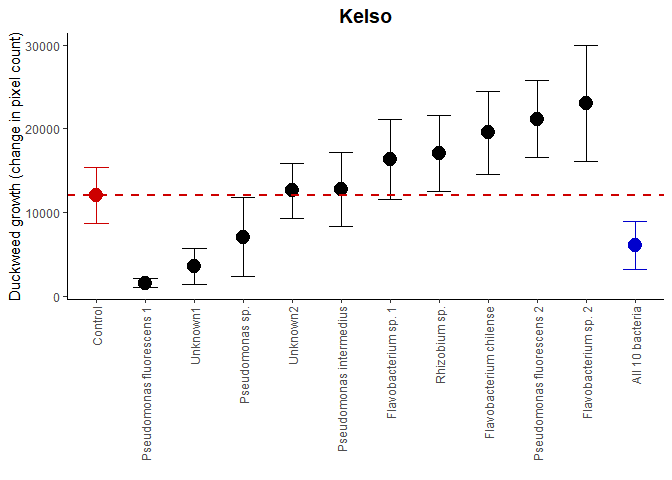 Kelso
Duckweed growth (change in pixel count)
30000
20000
10000
0
Control
Pseudomonas fluorescens 1
Unknown1
Pseudomonas sp.
Unknown2
Pseudomonas intermedius
Flavobacterium sp. 1
Rhizobium sp.
Flavobacterium chilense
Pseudomonas fluorescens 2
Flavobacterium sp. 2
All 10 bacteria